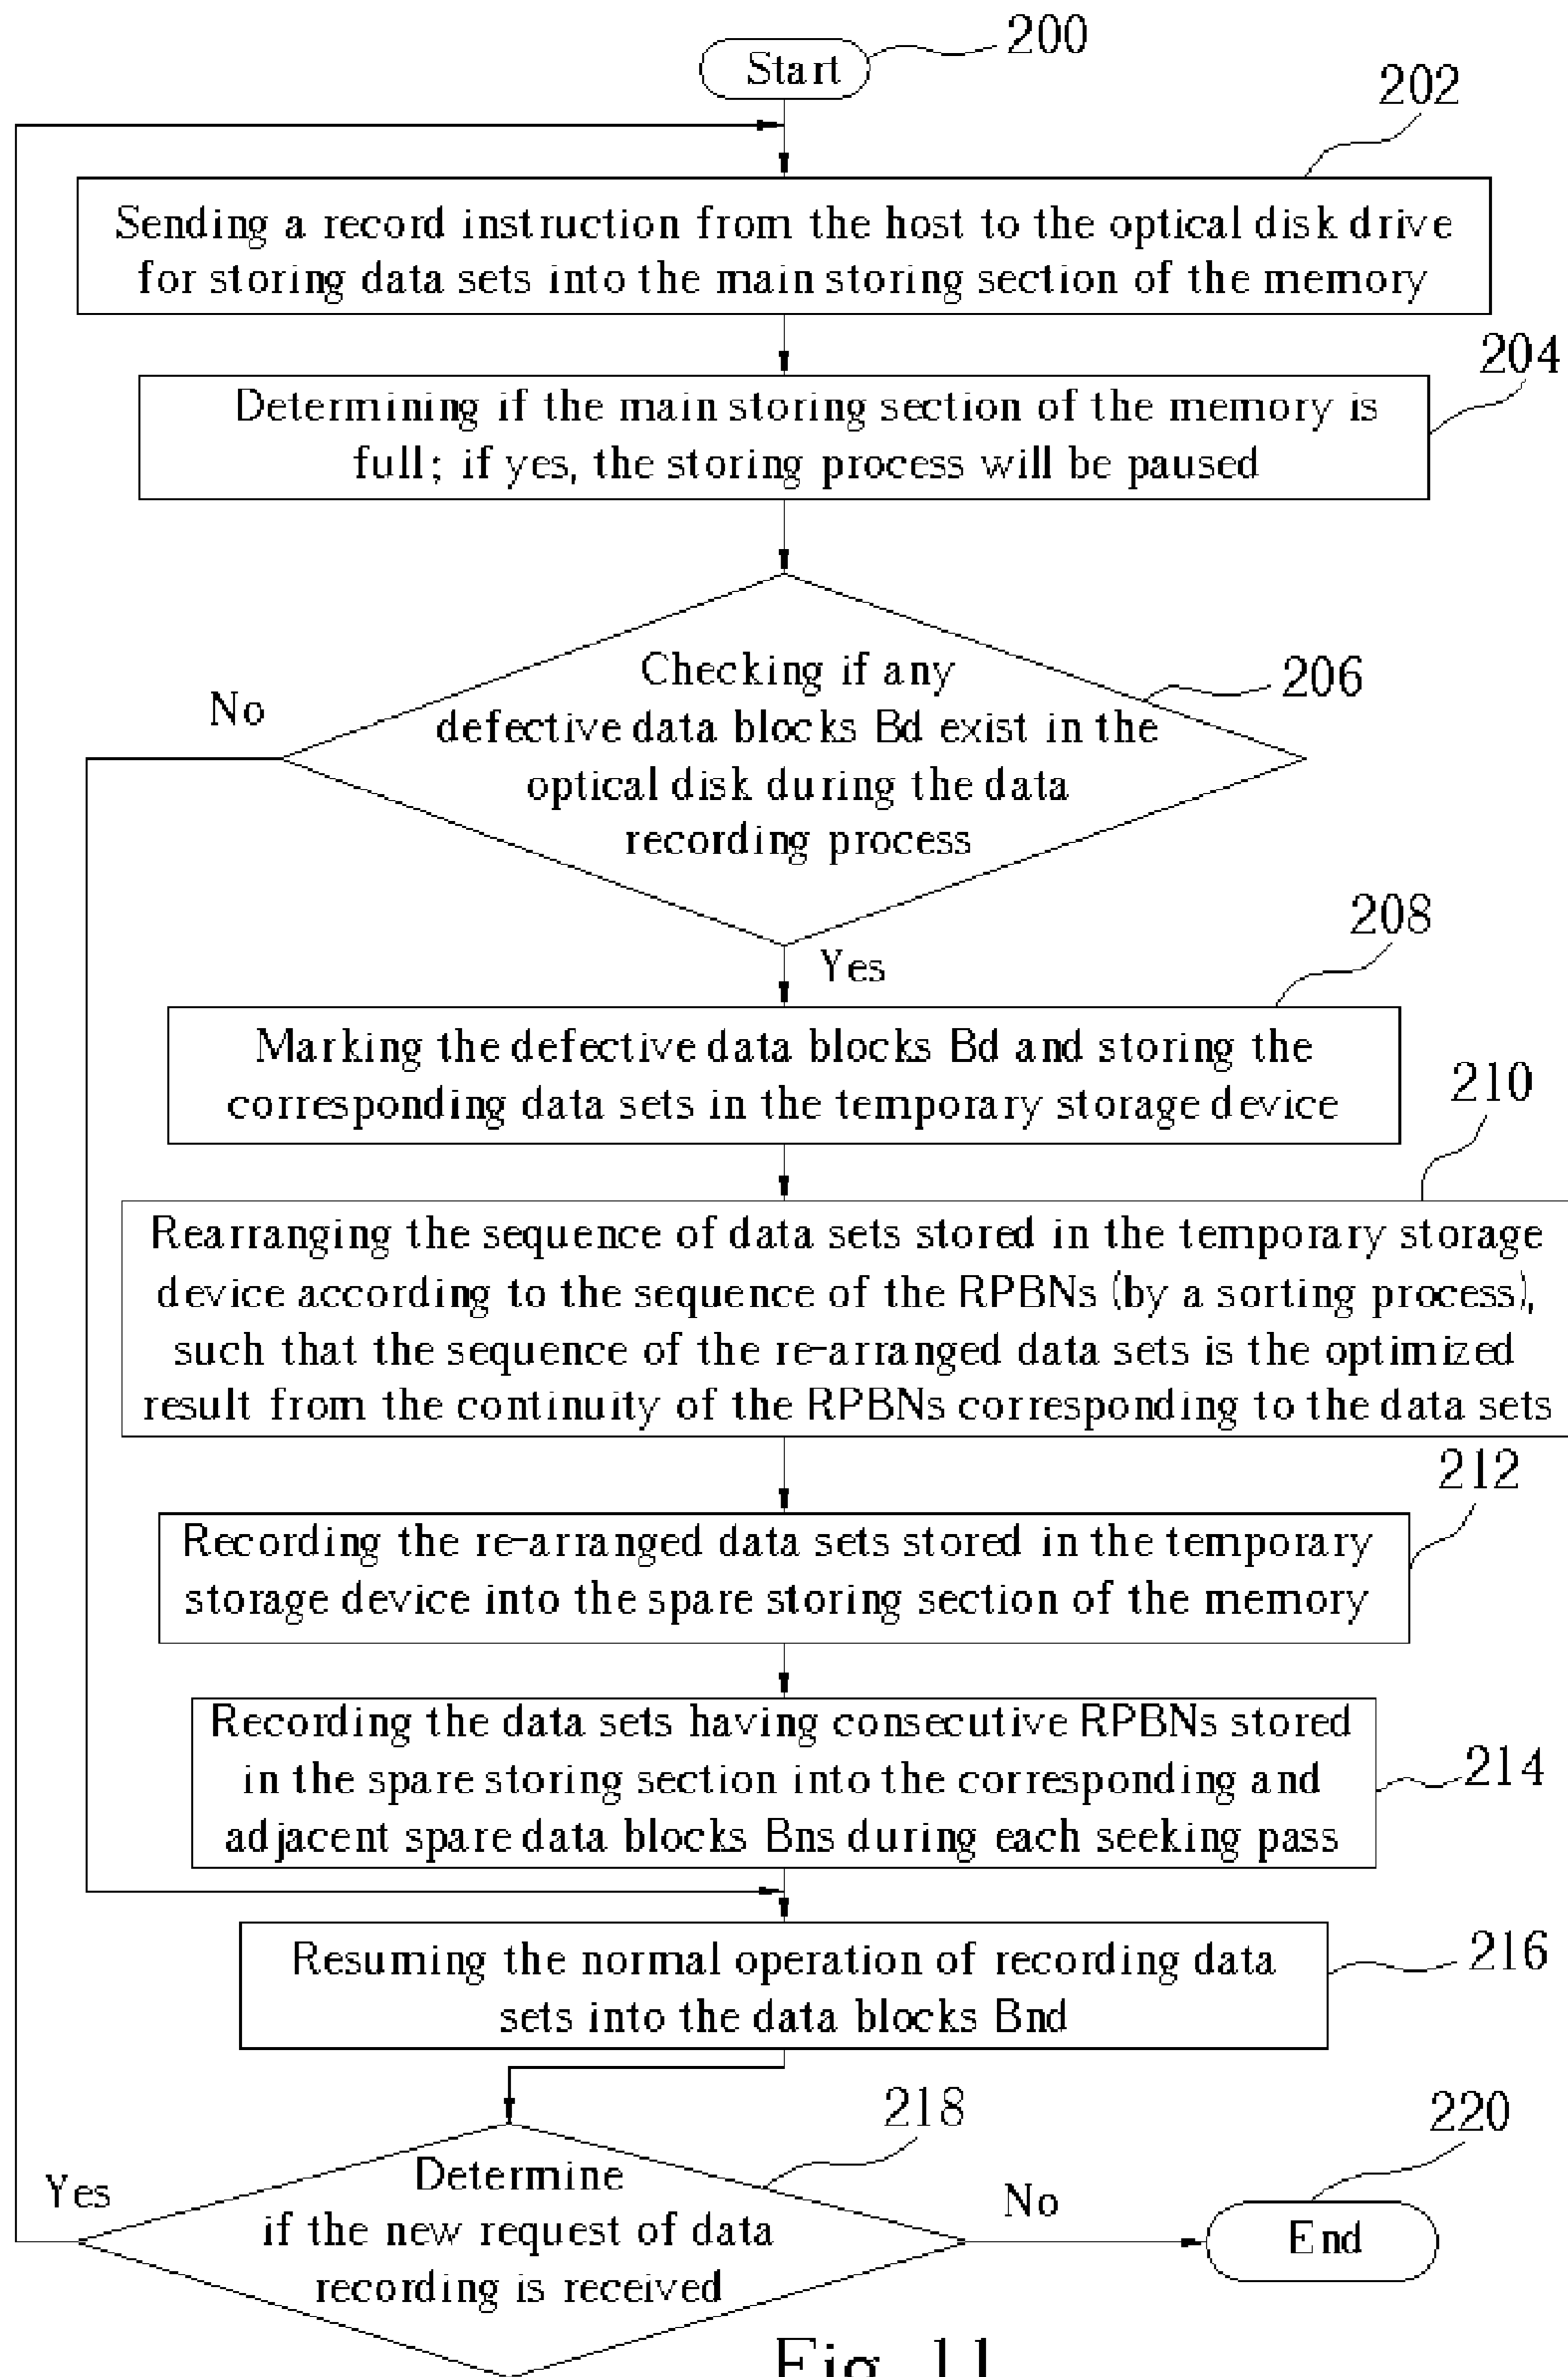 Start
200
202
Sending a record instruction from the host to the optical disk drive
for storing data sets into the main storing section of the memory
204
Determining if the main storing section of the memory is
full; if yes, the storing process will be paused
Checking if any
defective data blocks Bd exist in the
optical disk during the data
recording process
206
No
Yes
208
Marking the defective data blocks Bd and storing the
corresponding data sets in the temporary storage device
210
Rearranging the sequence of data sets stored in the temporary storage
device according to the sequence of the RPBNs (by a sorting process),
such that the sequence of the re-arranged data sets is the optimized
result from the continuity of the RPBNs corresponding to the data sets
212
Recording the re-arranged data sets stored in the temporary
storage device into the spare storing section of the memory
Recording the data sets having consecutive RPBNs stored
in the spare storing section into the corresponding and
adjacent spare data blocks Bns during each seeking pass
214
Resuming the normal operation of recording data
sets into the data blocks Bnd
216
218
Determine
if the new request of data
recording is received
Yes
No
220
End
Fig. 11